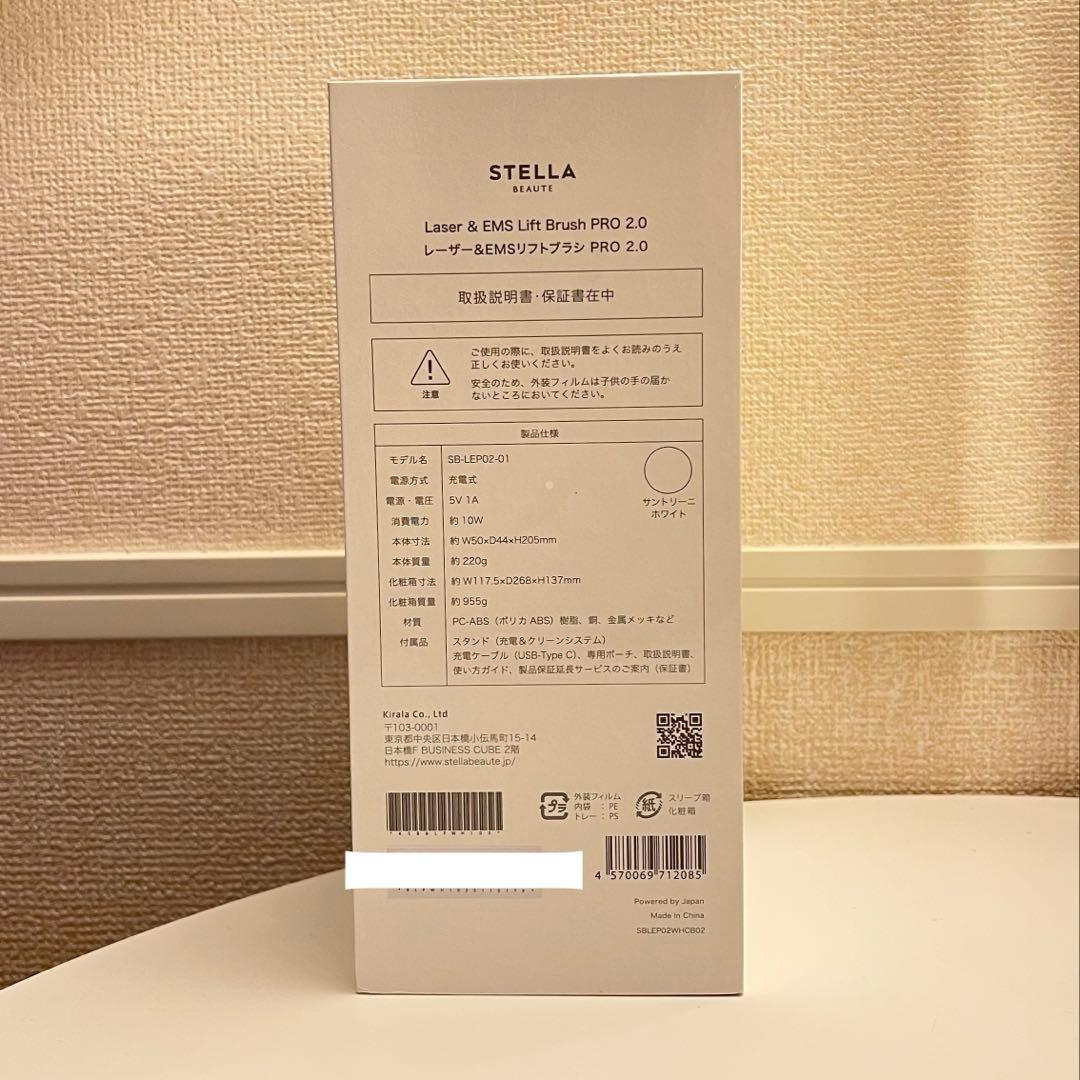 STELLA
BEAUTE
Laser & EMS Lift Brush PRO 2.0
レーザー&EMSリフトブラシ PRO 2.0
取扱説明書・保証書在中
注意
ご使用の際に、取扱説明書をよくお読みのうえ
正しくお使いください。
安全のため、外装フィルムは子供の手の届か
ないところにおいてください。
製品仕様
モデル名 SB-LEP02-01
電源方式 充電式
電源・電圧 5V 1A
消費電力 約 10W
本体寸法 約 W50×D44×H205mm
本体質量 約 220g
化粧箱寸法 約 W117.5×D268×H137mm
化粧箱質量 約 955g
材質 PC-ABS（ポリカ ABS）樹脂、銅、金属メッキなど
付属品 スタンド（充電&クリーンシステム）
充電ケーブル（USB-Type C）、専用ポーチ、取扱説明書、
使い方ガイド、製品保証延長サービスのご案内（保証書）
サントリーニ
ホワイト
Kirala Co., Ltd
〒103-0001
東京都中央区日本橋小伝馬町15-14
日本橋F BUSINESS CUBE 2階
https://www.stellabeaute.jp/
プラ
外装フィルム
内袋 : PE
トレー : PS
紙
スリーブ箱
化粧箱
4 570069 712085
Powered by Japan
Made in China
SBLEP02WHCB02